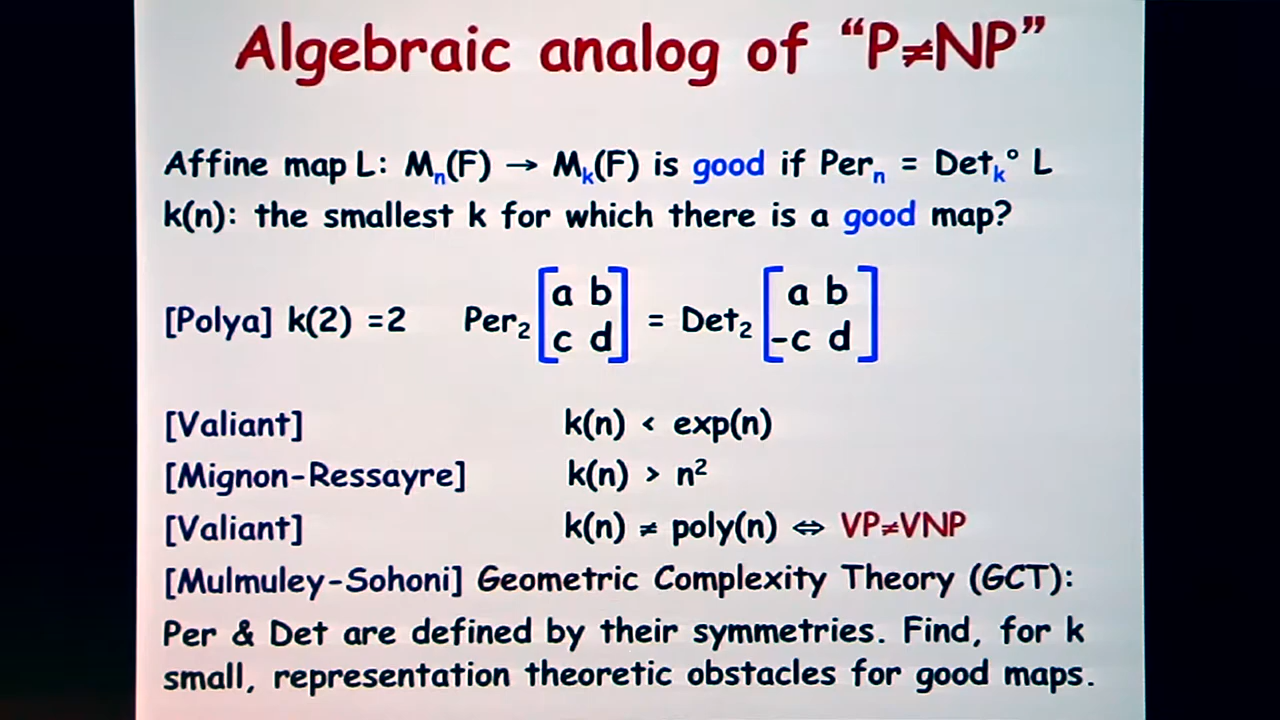 Algebraic analog of “P≠NP”
Affine map L: Mn(F) → Mk(F) is good if Pern = Detk° L
k(n): the smallest k for which there is a good map?
[Polya] k(2) =2 Per2 [a b c d] = Det2 [a b -c d]
[Valiant] k(n) < exp(n)
[Mignon-Ressayre] k(n) > n²
[Valiant] k(n) ≠ poly(n) ⇔ VP≠VNP
[Mulmuley-Sohoni] Geometric Complexity Theory (GCT):
Per & Det are defined by their symmetries. Find, for k
small, representation theoretic obstacles for good maps.